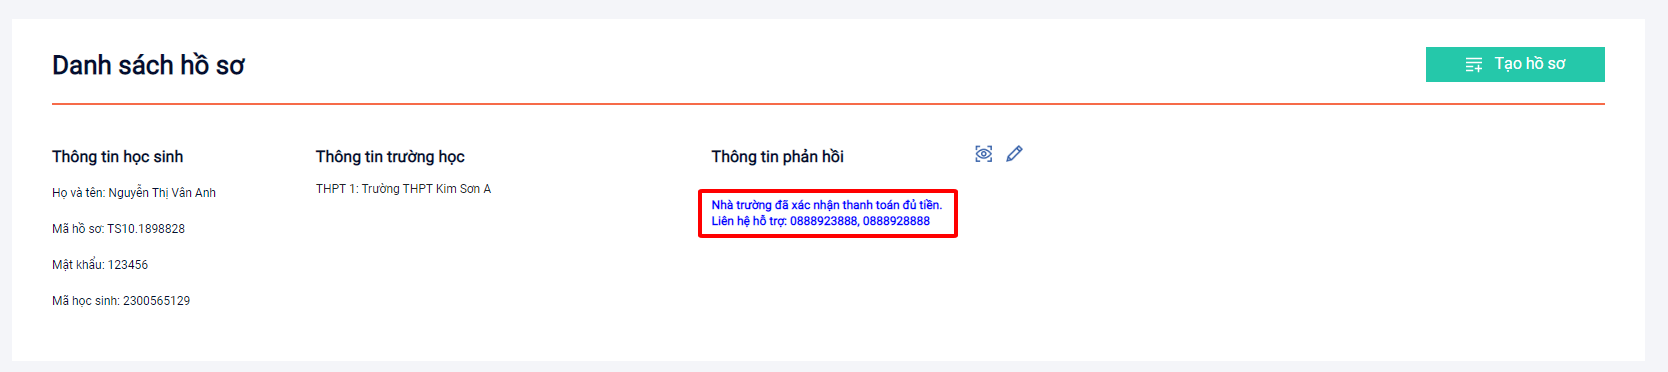 Danh sách hồ sơ
Tạo hồ sơ
Thông tin học sinh
Họ và tên: Nguyễn Thị Vân Anh
Mã hồ sơ: TS10.1898828
Mật khẩu: 123456
Mã học sinh: 2300565129
Thông tin trường học
THPT 1: Trường THPT Kim Sơn A
Thông tin phản hồi
Nhà trường đã xác nhận thanh toán đủ tiền.
Liên hệ hỗ trợ: 0888923888, 0888928888